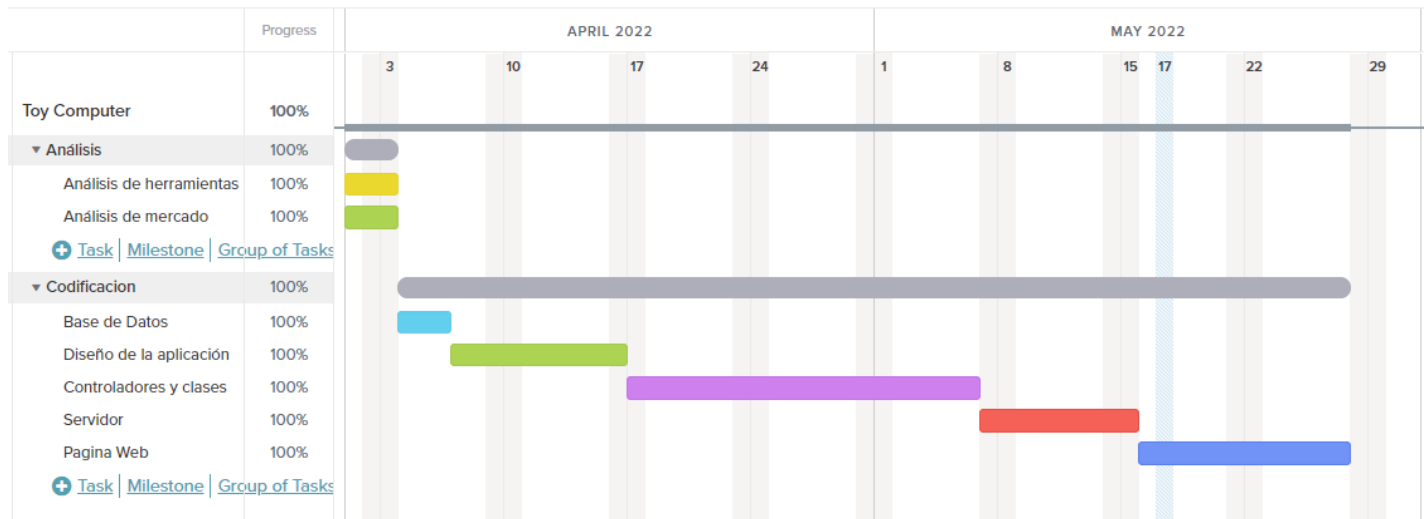 Progress APRIL 2022 MAY 2022
3 10 17 24 1 8 15 17 22 29
Toy Computer 100%
Análisis 100%
Análisis de herramientas 100%
Análisis de mercado 100%
Task Milestone Group of Tasks
Codificacion 100%
Base de Datos 100%
Diseño de la aplicación 100%
Controladores y clases 100%
Servidor 100%
Pagina Web 100%
Task Milestone Group of Tasks